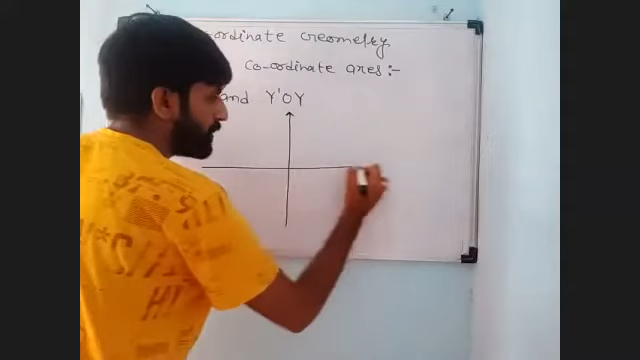 ordinate Geometry
Co-ordinate axes :-
and Y'OY